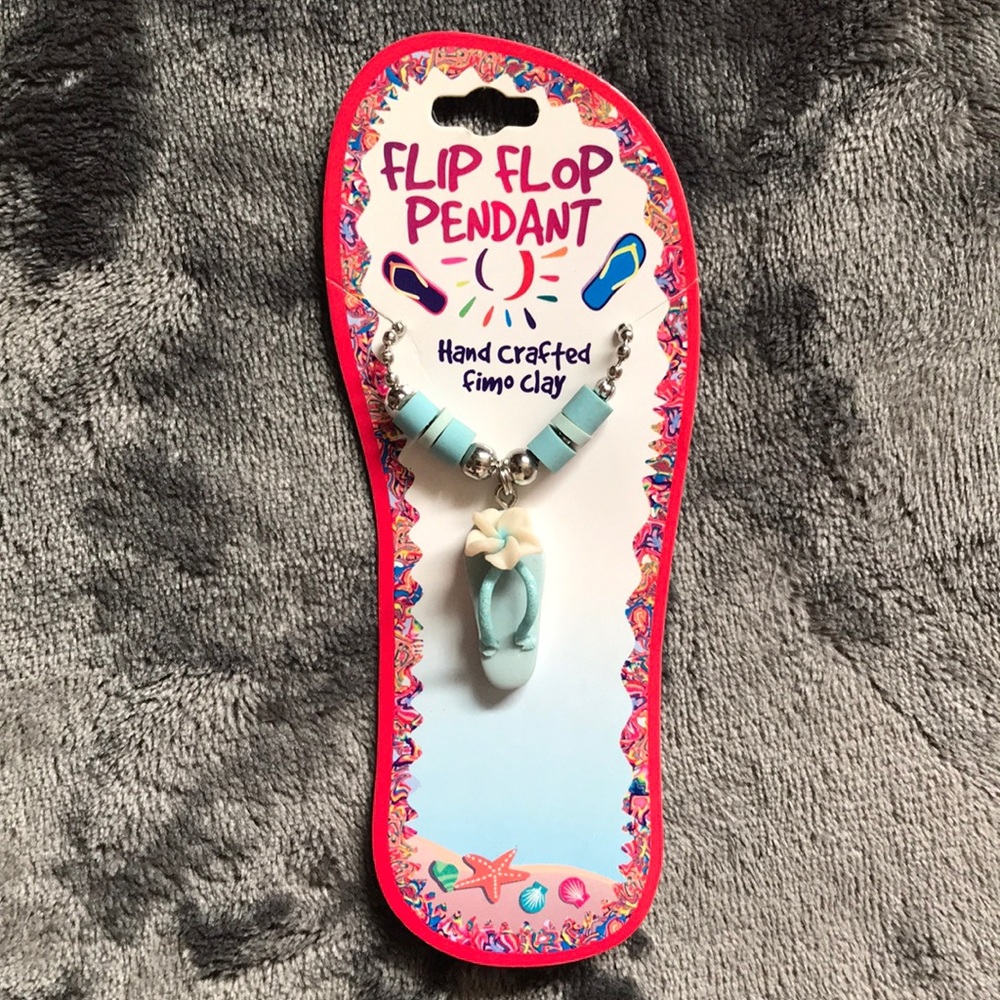 FLIP FLOP
PENDANT
Hand Crafted
fimo clay